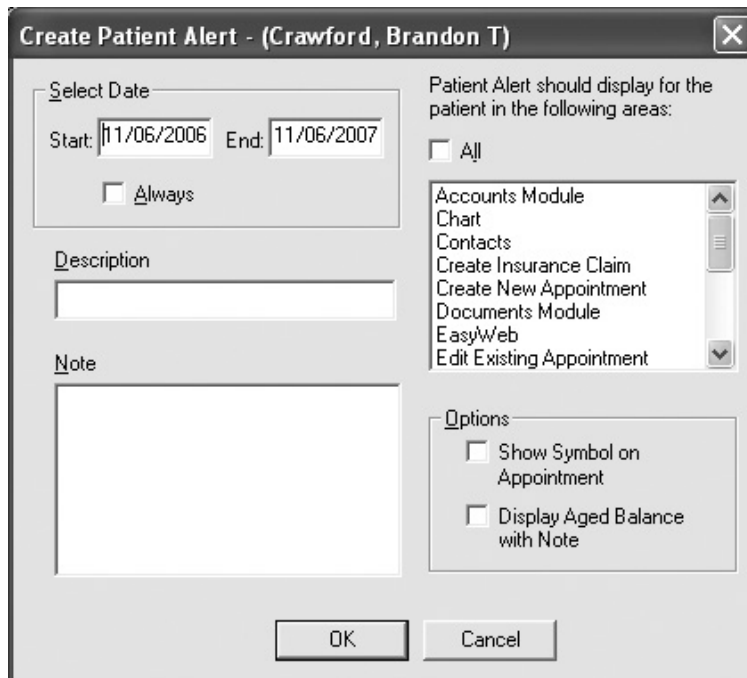 Create Patient Alert - (Crawford, Brandon T)
Select Date
Start: 11/06/2006 End: 11/06/2007
Always
Description
Note
Patient Alert should display for the
patient in the following areas:
All
Accounts Module
Chart
Contacts
Create Insurance Claim
Create New Appointment
Documents Module
EasyWeb
Edit Existing Appointment
Options
Show Symbol on
Appointment
Display Aged Balance
with Note
OK Cancel